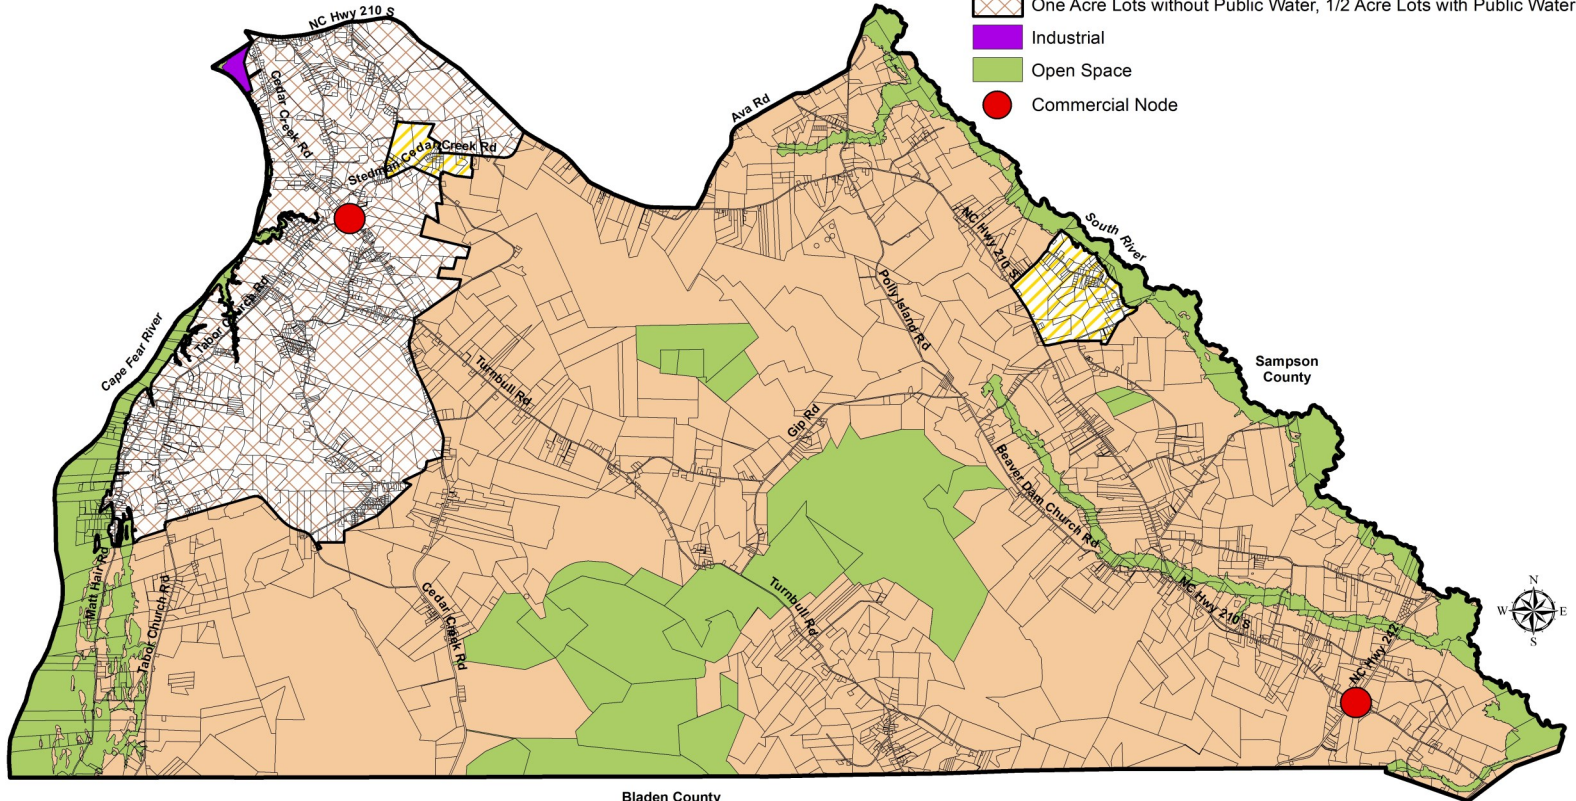 One Acre Lots without Public Water, 1/2 Acre Lots with Public Water
Industrial
Open Space
Commercial Node
NC Hwy 210 S
Cedar Creek Rd
Stedman Cedar Creek Rd
Ava Rd
NC Hwy 210 S
South River
Polly Island Rd
Tabor Church Rd
Cape Fear River
Turnbull Rd
Sampson
County
Gip Rd
Beaver Dam Church Rd
Matt Hair Rd
Tabor Church Rd
Cedar Creek Rd
Turnbull Rd
NC Hwy 210 S
NC Hwy 242
N
W
E
S
Bladen County